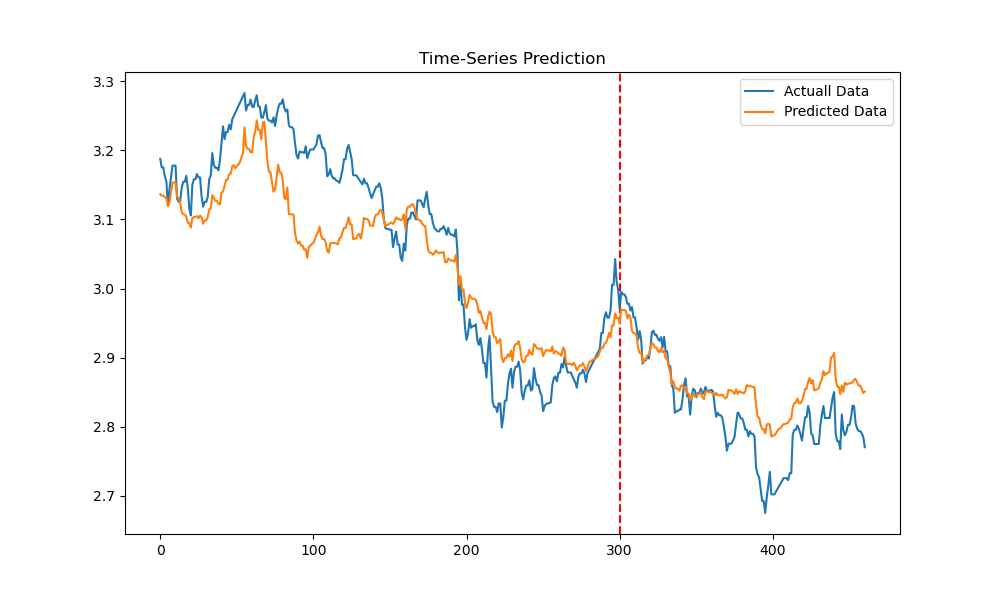 Time-Series Prediction
Actuall Data
Predicted Data
3.3
3.2
3.1
3.0
2.9
2.8
2.7
0 100 200 300 400